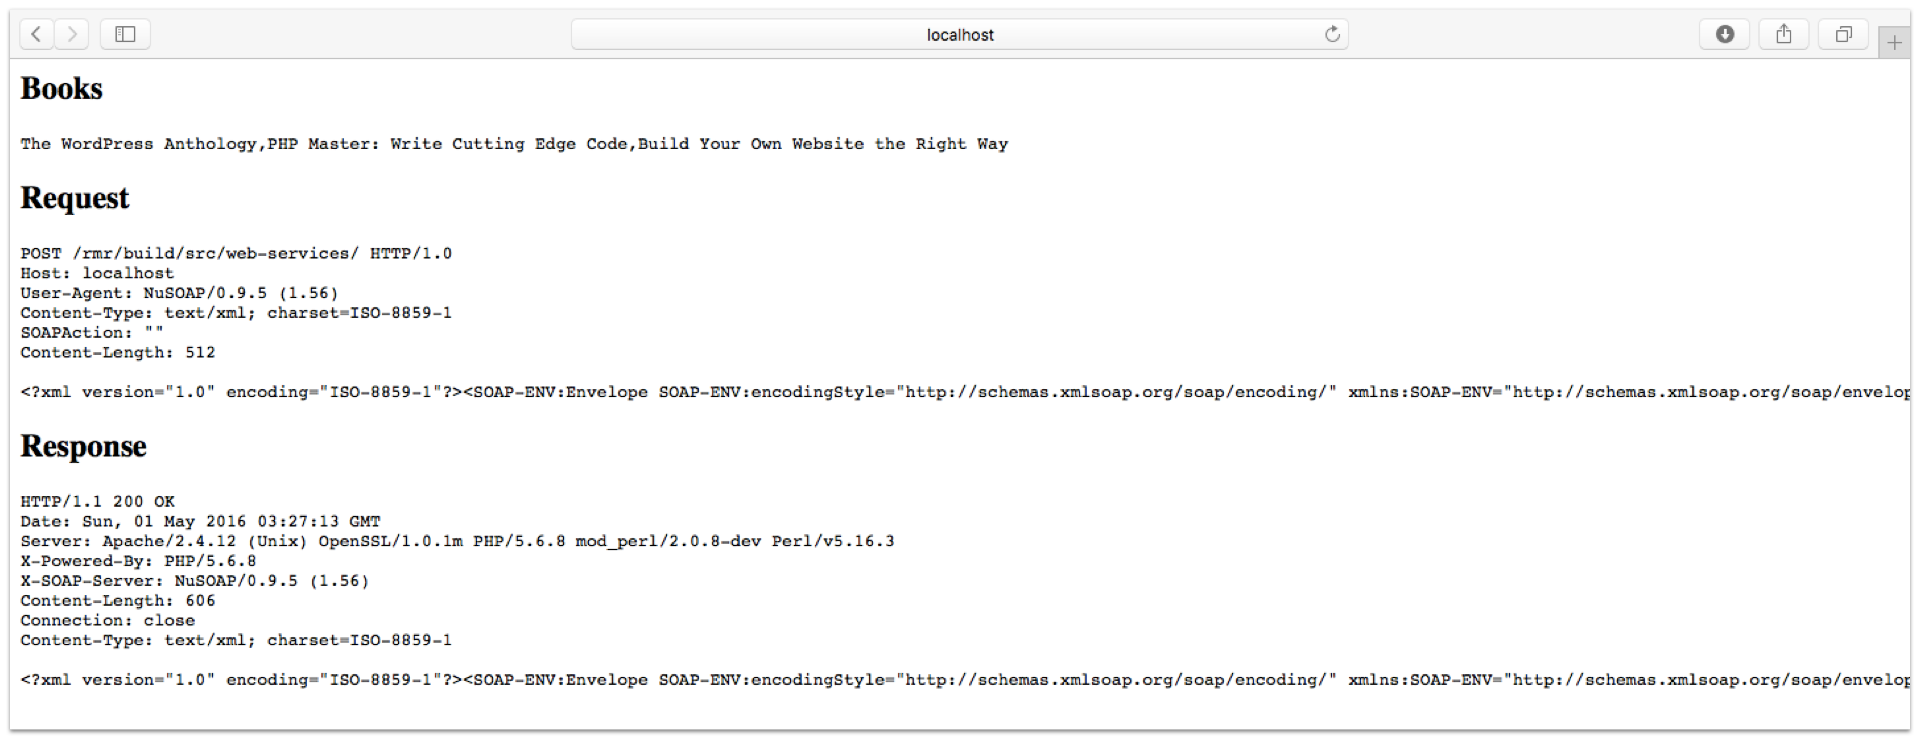 localhost
Books
The WordPress Anthology,PHP Master: Write Cutting Edge Code,Build Your Own Website the Right Way
Request
POST /rmr/build/src/web-services/ HTTP/1.0
Host: localhost
User-Agent: NuSOAP/0.9.5 (1.56)
Content-Type: text/xml; charset=ISO-8859-1
SOAPAction: ""
Content-Length: 512
<?xml version="1.0" encoding="ISO-8859-1"?><SOAP-ENV:Envelope SOAP-ENV:encodingStyle="http://schemas.xmlsoap.org/soap/encoding/" xmlns:SOAP-ENV="http://schemas.xmlsoap.org/soap/envelop
Response
HTTP/1.1 200 OK
Date: Sun, 01 May 2016 03:27:13 GMT
Server: Apache/2.4.12 (Unix) OpenSSL/1.0.1m PHP/5.6.8 mod_perl/2.0.8-dev Perl/v5.16.3
X-Powered-By: PHP/5.6.8
X-SOAP-Server: NuSOAP/0.9.5 (1.56)
Content-Length: 606
Connection: close
Content-Type: text/xml; charset=ISO-8859-1
<?xml version="1.0" encoding="ISO-8859-1"?><SOAP-ENV:Envelope SOAP-ENV:encodingStyle="http://schemas.xmlsoap.org/soap/encoding/" xmlns:SOAP-ENV="http://schemas.xmlsoap.org/soap/envelop